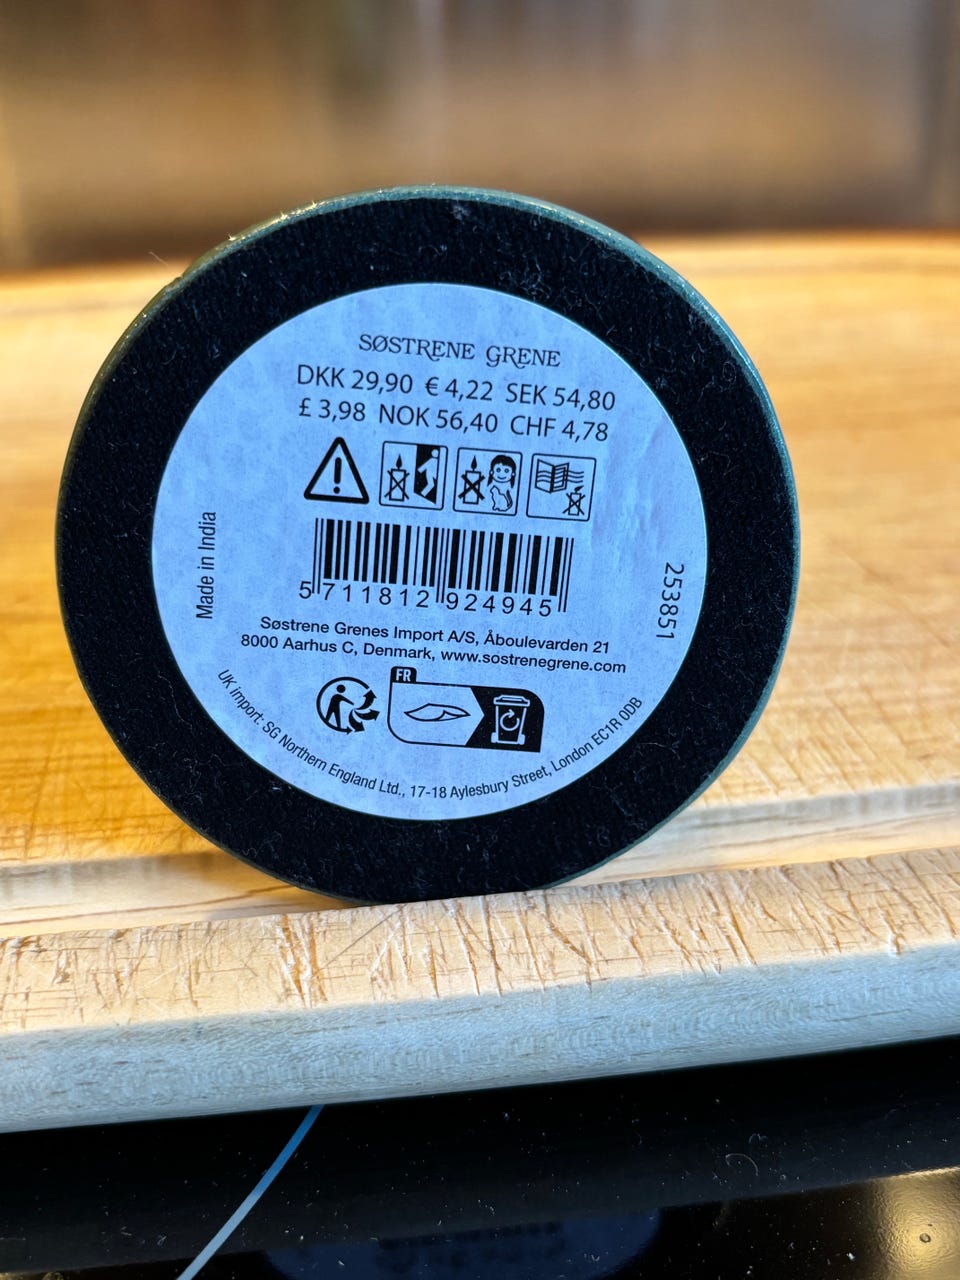 SØSTRENE GRENE
DKK 29,90 € 4,22 SEK 54,80
£ 3,98 NOK 56,40 CHF 4,78
Made in India
5 711812 924945
253851
Søstrene Grenes Import A/S, Åboulevarden 21
8000 Aarhus C, Denmark, www.sostrenegrene.com
FR
UK import: SG Northern England Ltd., 17-18 Aylesbury Street, London EC1R 0DB